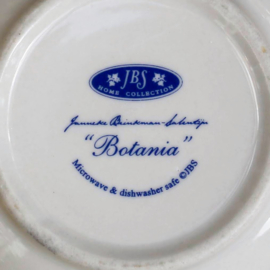 JBS
HOME COLLECTION
Janneke Brinkman-Salentijn
"Botania"
Microwave & dishwasher safe ©JBS